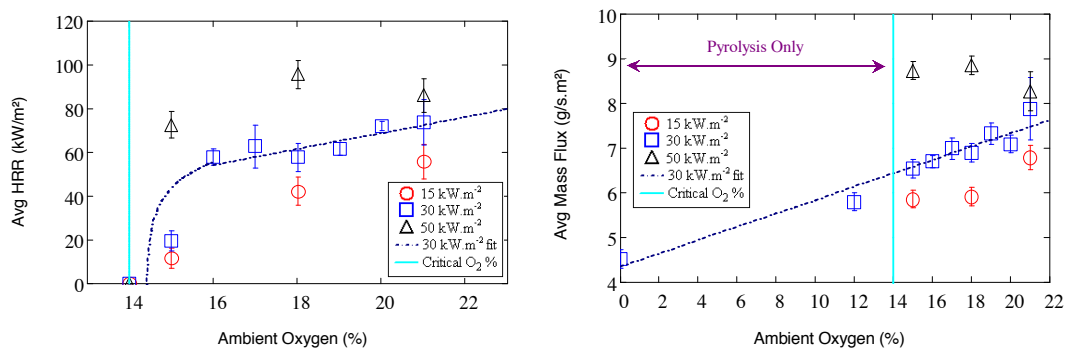 120
100
80
60
40
20
0
14
16
18
20
22
Avg HRR (kW/m²)
Ambient Oxygen (%)
15 kW.m⁻²
30 kW.m⁻²
50 kW.m⁻²
30 kW.m⁻² fit
Critical O₂ %
10
9
8
7
6
5
4
0
2
4
6
8
10
12
14
16
18
20
22
Avg Mass Flux (g/s.m²)
Ambient Oxygen (%)
Pyrolysis Only
15 kW.m⁻²
30 kW.m⁻²
50 kW.m⁻²
30 kW.m⁻² fit
Critical O₂ %